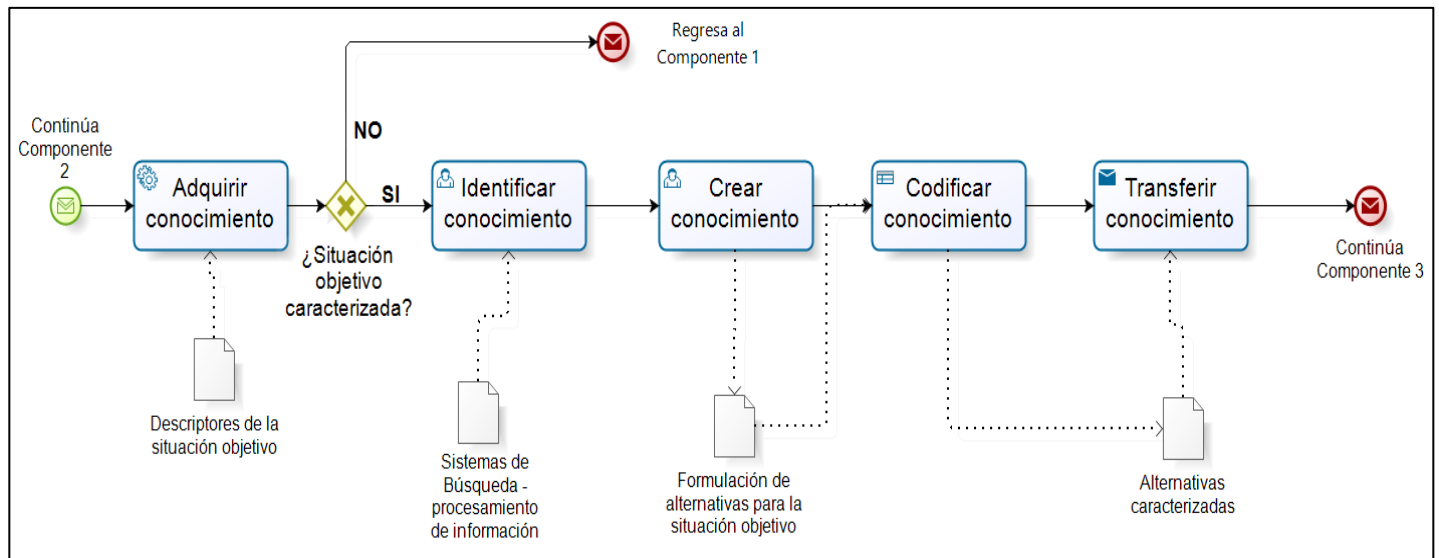 Regresa al
Componente 1
Continúa
Componente
2
NO
Adquirir
conocimiento
SI
Identificar
conocimiento
Crear
conocimiento
Codificar
conocimiento
Transferir
conocimiento
¿Situación
objetivo
caracterizada?
Continúa
Componente 3
Descriptores de la
situación objetivo
Sistemas de
Búsqueda -
procesamiento
de información
Formulación de
alternativas para la
situación objetivo
Alternativas
caracterizadas